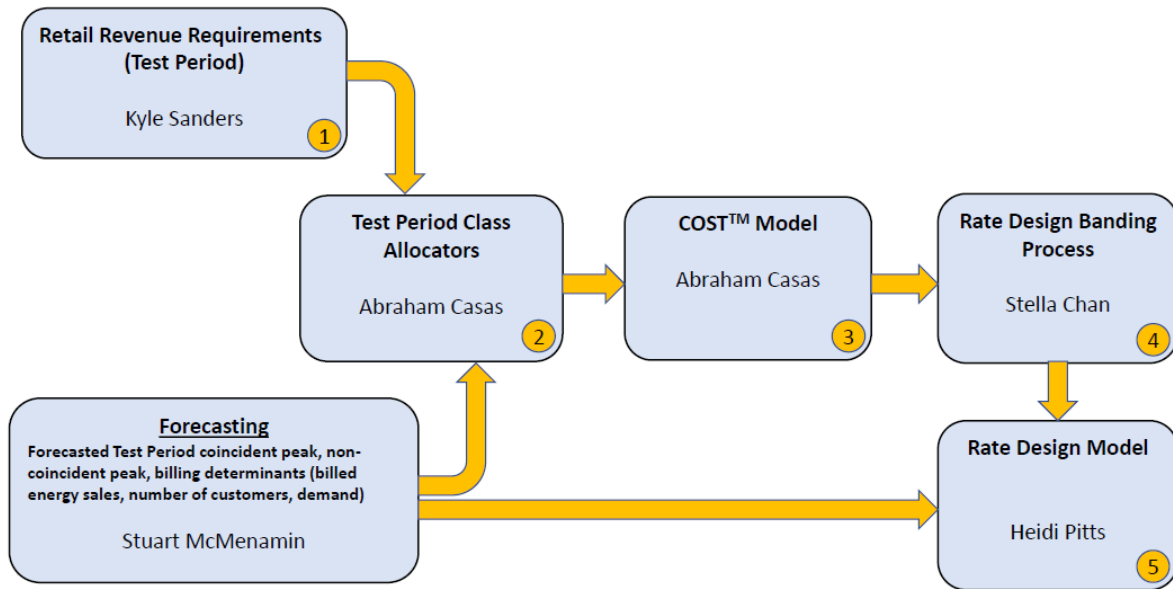 Retail Revenue Requirements
(Test Period)
Kyle Sanders
1
Test Period Class
Allocators
Abraham Casas
2
COST™ Model
Abraham Casas
3
Rate Design Banding
Process
Stella Chan
4
Forecasting
Forecasted Test Period coincident peak, non-
coincident peak, billing determinants (billed
energy sales, number of customers, demand)
Stuart McMenamin
Rate Design Model
Heidi Pitts
5